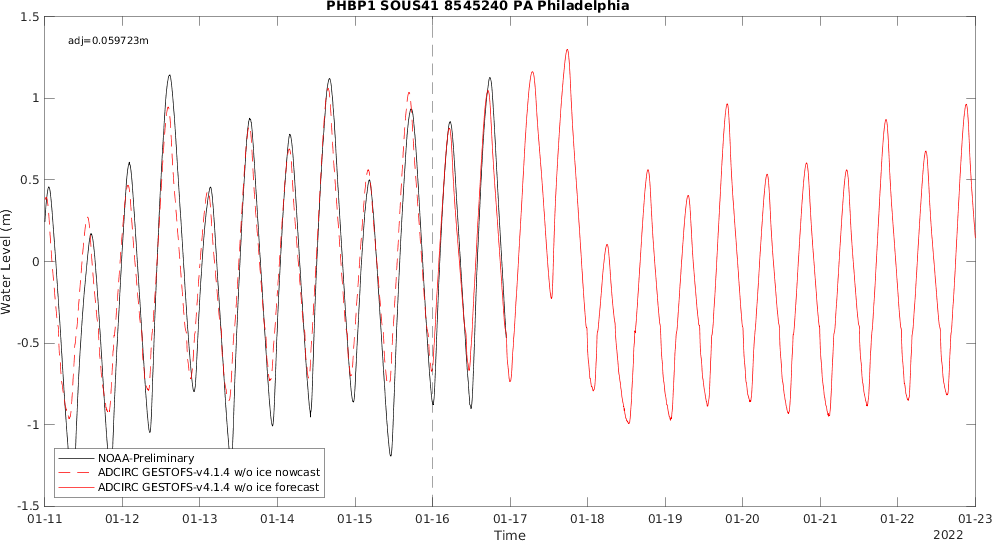 PHBP1 SOUS41 8545240 PA Philadelphia
1.5
adj=0.059723m
1
0.5
0
-0.5
-1
-1.5
Water Level (m)
NOAA-Preliminary
ADCIRC GESTOFS-v4.1.4 w/o ice nowcast
ADCIRC GESTOFS-v4.1.4 w/o ice forecast
01-11 01-12 01-13 01-14 01-15 01-16 01-17 01-18 01-19 01-20 01-21 01-22 01-23
Time
2022